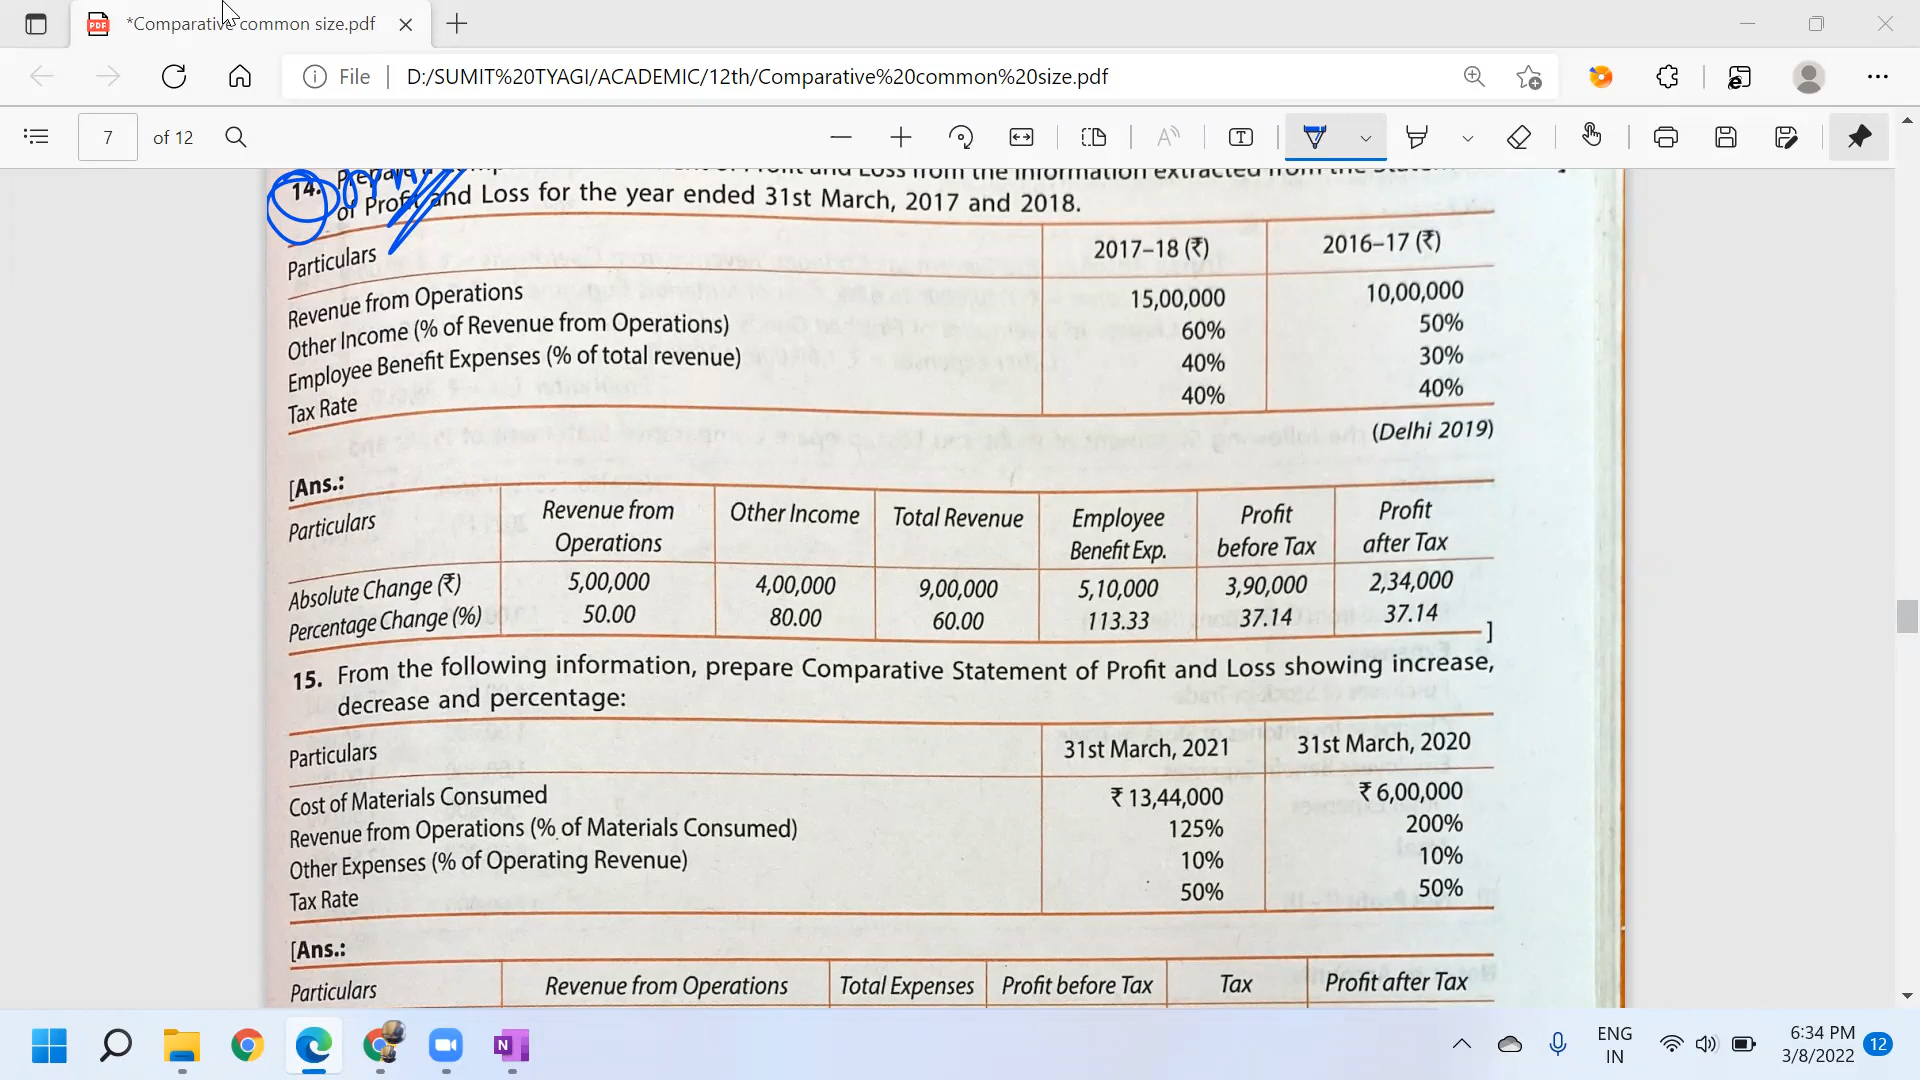 *Comparative common size.pdf
File
D:/SUMIT%20TYAGI/ACADEMIC/12th/Comparative%20common%20size.pdf
7 of 12
14. Prepare a
and Loss from the information extracted from the
of Profit and Loss for the year ended 31st March, 2017 and 2018.
Particulars 2017–18 (₹) 2016–17 (₹)
Revenue from Operations 15,00,000 10,00,000
Other Income (% of Revenue from Operations) 60% 50%
Employee Benefit Expenses (% of total revenue) 40% 30%
Tax Rate 40% 40%
(Delhi 2019)
[Ans.:
Particulars Revenue from Operations Other Income Total Revenue Employee Benefit Exp. Profit before Tax Profit after Tax
Absolute Change (₹) 5,00,000 4,00,000 9,00,000 5,10,000 3,90,000 2,34,000
Percentage Change (%) 50.00 80.00 60.00 113.33 37.14 37.14 ]
15. From the following information, prepare Comparative Statement of Profit and Loss showing increase,
decrease and percentage:
Particulars 31st March, 2021 31st March, 2020
Cost of Materials Consumed ₹ 13,44,000 ₹ 6,00,000
Revenue from Operations (% of Materials Consumed) 125% 200%
Other Expenses (% of Operating Revenue) 10% 10%
Tax Rate 50% 50%
[Ans.:
Particulars Revenue from Operations Total Expenses Profit before Tax Tax Profit after Tax
ENG
IN
6:34 PM
3/8/2022
12